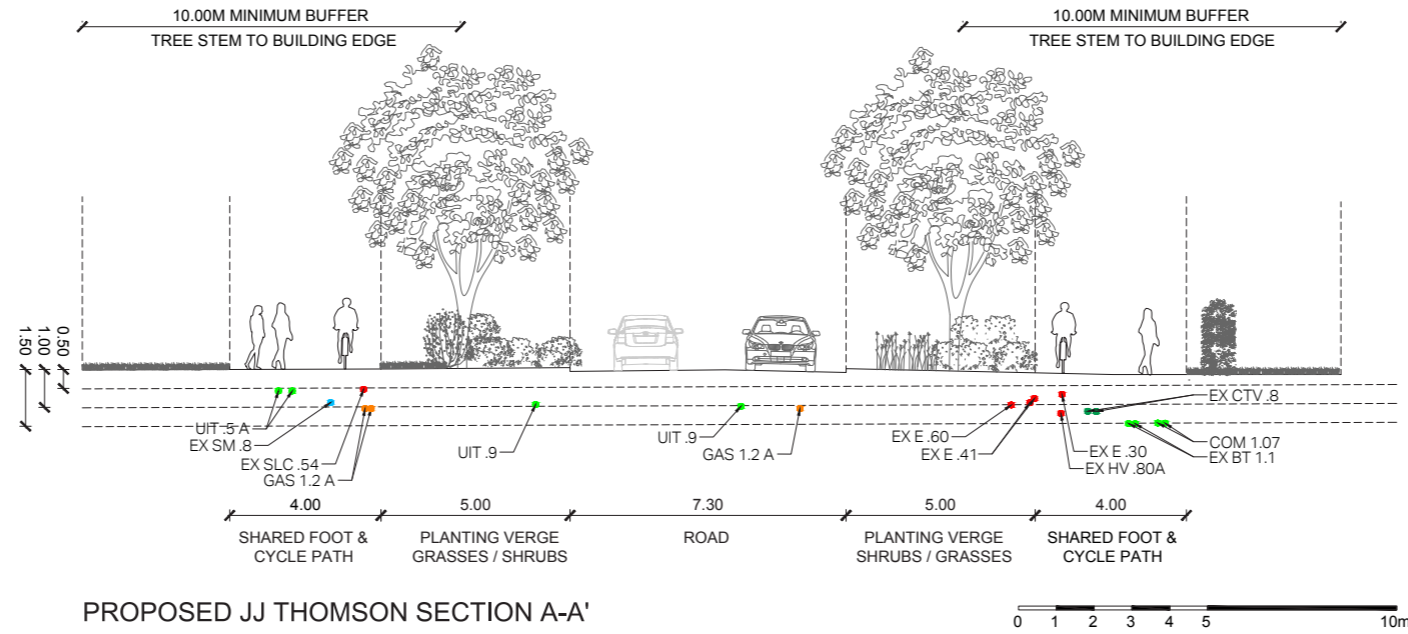 10.00M MINIMUM BUFFER
TREE STEM TO BUILDING EDGE
10.00M MINIMUM BUFFER
TREE STEM TO BUILDING EDGE
0.50
1.00
1.50
UIT .5 A
EX SM .8
EX SLC .54
GAS 1.2 A
UIT .9
UIT .9
GAS 1.2 A
EX E .60
EX E .41
EX E .30
EX HV .80A
EX CTV .8
COM 1.07
EX BT 1.1
4.00
5.00
7.30
5.00
4.00
SHARED FOOT &
CYCLE PATH
PLANTING VERGE
GRASSES / SHRUBS
ROAD
PLANTING VERGE
SHRUBS / GRASSES
SHARED FOOT &
CYCLE PATH
PROPOSED JJ THOMSON SECTION A-A'
0 1 2 3 4 5 10m